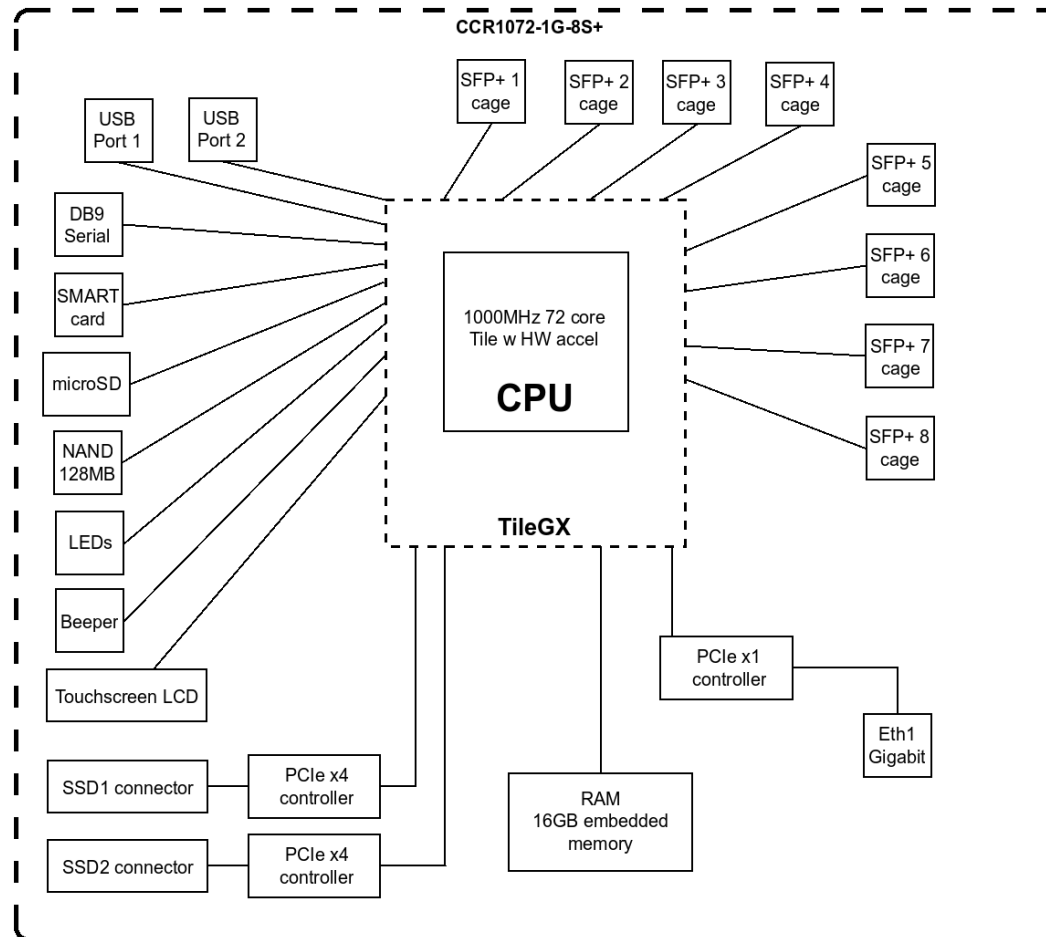 CCR1072-1G-8S+
SFP+ 1
cage
SFP+ 2
cage
SFP+ 3
cage
SFP+ 4
cage
USB
Port 1
USB
Port 2
SFP+ 5
cage
DB9
Serial
SFP+ 6
cage
SMART
card
1000MHz 72 core
Tile w HW accel
CPU
SFP+ 7
cage
microSD
SFP+ 8
cage
NAND
128MB
TileGX
LEDs
Beeper
PCIe x1
controller
Touchscreen LCD
Eth1
Gigabit
SSD1 connector
PCIe x4
controller
RAM
16GB embedded
memory
SSD2 connector
PCIe x4
controller